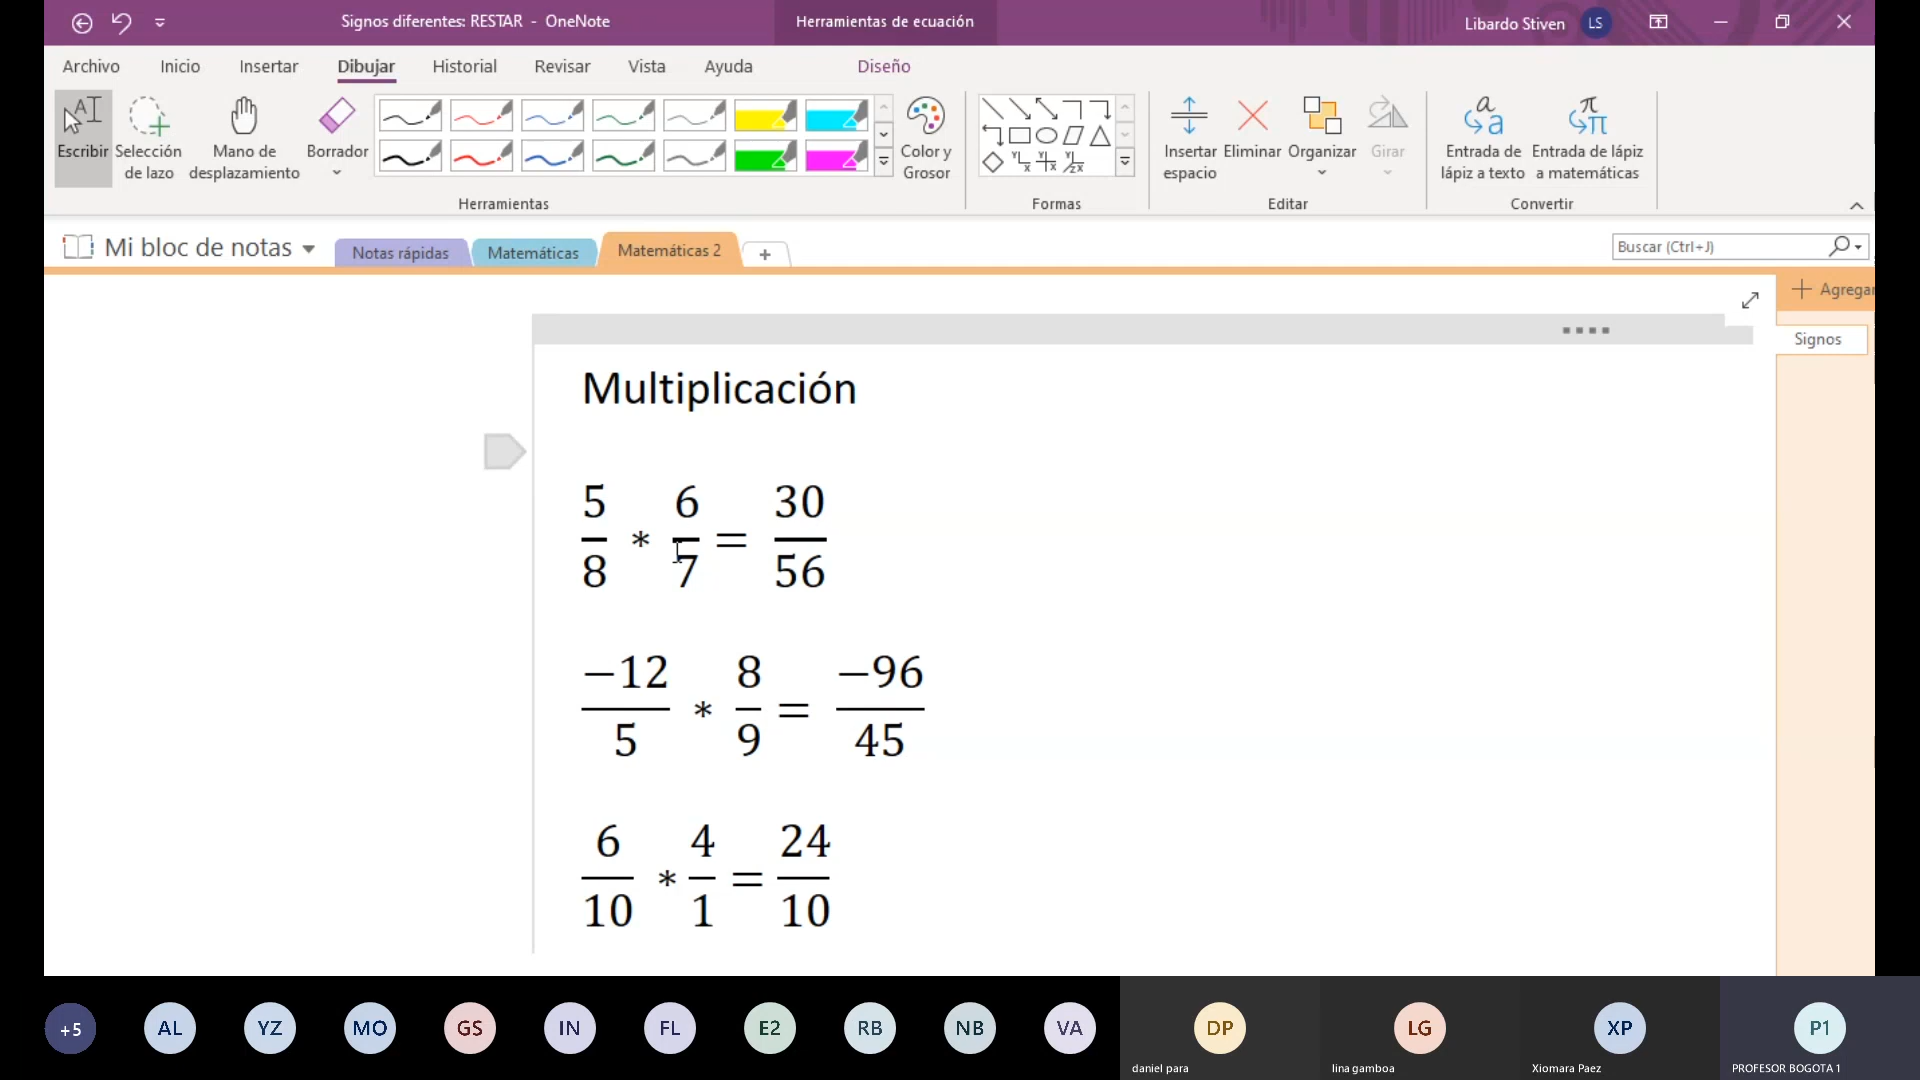 Signos diferentes: RESTAR - OneNote
Herramientas de ecuación
Libardo Stiven LS
Archivo Inicio Insertar Dibujar Historial Revisar Vista Ayuda Diseño
Escribir
Selección de lazo
Mano de desplazamiento
Borrador
Color y Grosor
Insertar espacio
Eliminar
Organizar
Girar
Entrada de lápiz a texto
Entrada de lápiz a matemáticas
Herramientas Formas Editar Convertir
Mi bloc de notas
Notas rápidas Matemáticas Matemáticas 2 +
Buscar (Ctrl+J)
Agregar
Signos
Multiplicación
5/8 * 6/7 = 30/56
−12/5 * 8/9 = −96/45
6/10 * 4/1 = 24/10
+5 AL YZ MO GS IN FL E2 RB NB VA DP LG XP P1
daniel para
lina gamboa
Xiomara Paez
PROFESOR BOGOTA 1